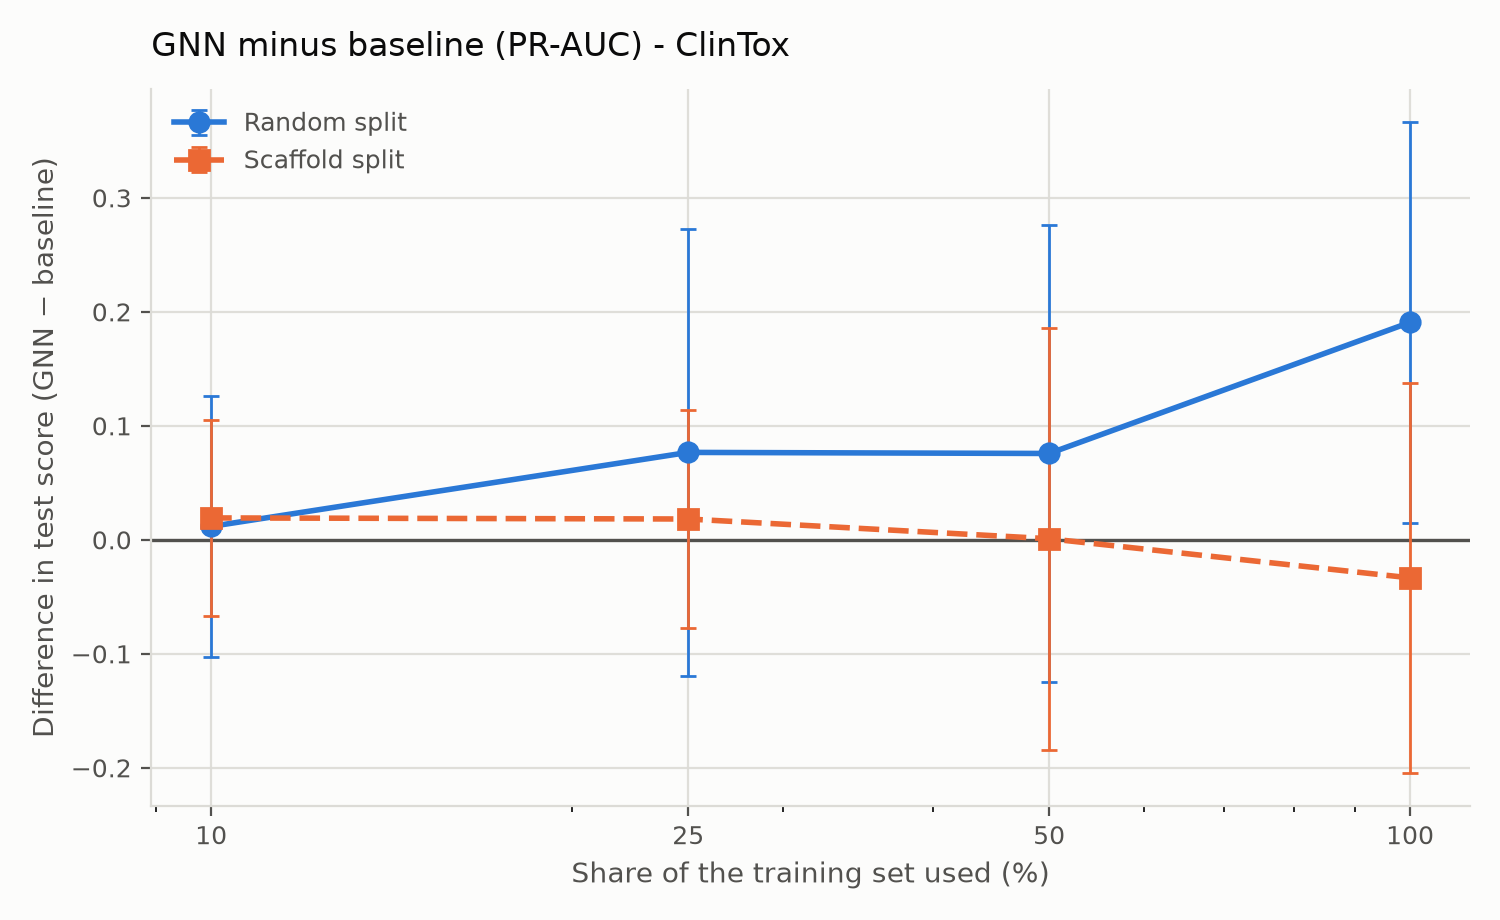 GNN minus baseline (PR-AUC) - ClinTox
Random split
Scaffold split
Difference in test score (GNN − baseline)
0.3
0.2
0.1
0.0
−0.1
−0.2
10
25
50
100
Share of the training set used (%)